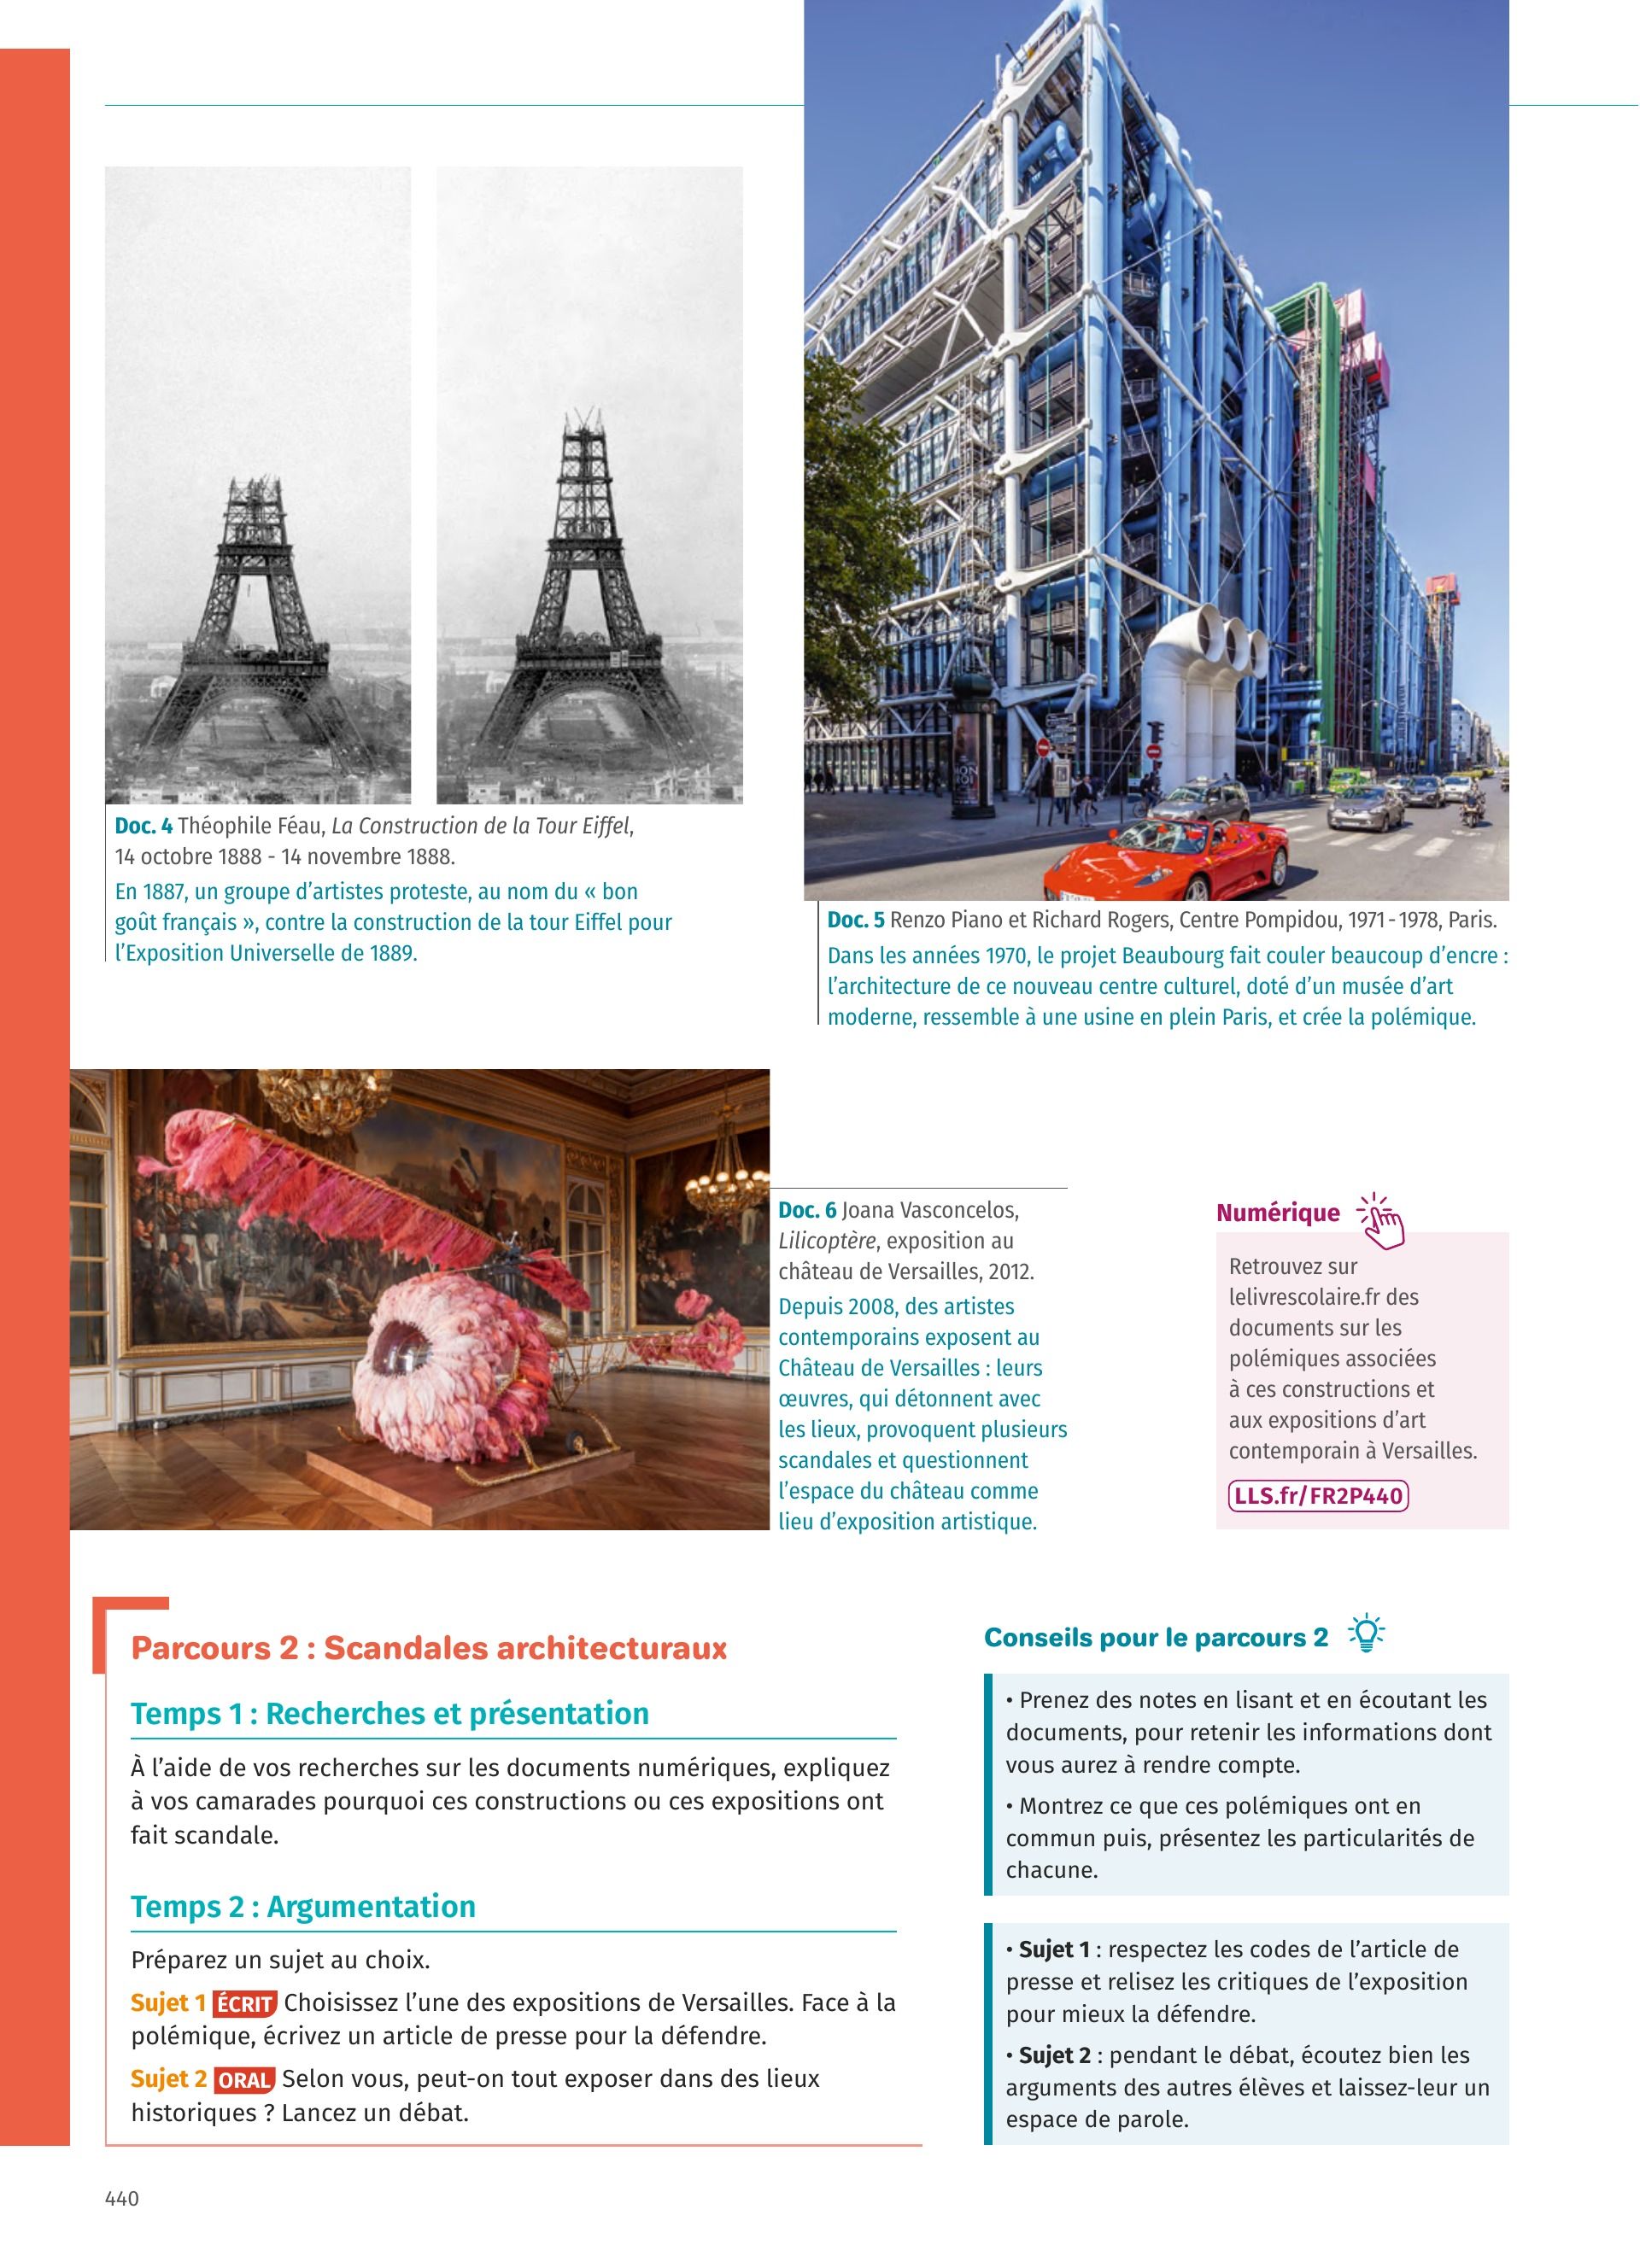 Doc. 4 Théophile Féau, La Construction de la Tour Eiffel,
14 octobre 1888 - 14 novembre 1888.
En 1887, un groupe d’artistes proteste, au nom du « bon
goût français », contre la construction de la tour Eiffel pour
l’Exposition Universelle de 1889.
Doc. 5 Renzo Piano et Richard Rogers, Centre Pompidou, 1971 - 1978, Paris.
Dans les années 1970, le projet Beaubourg fait couler beaucoup d’encre :
l’architecture de ce nouveau centre culturel, doté d’un musée d’art
moderne, ressemble à une usine en plein Paris, et crée la polémique.
Doc. 6 Joana Vasconcelos,
Lilicoptère, exposition au
château de Versailles, 2012.
Depuis 2008, des artistes
contemporains exposent au
Château de Versailles : leurs
œuvres, qui détonnent avec
les lieux, provoquent plusieurs
scandales et questionnent
l’espace du château comme
lieu d’exposition artistique.
Numérique
Retrouvez sur
lelivrescolaire.fr des
documents sur les
polémiques associées
à ces constructions et
aux expositions d’art
contemporain à Versailles.
LLS.fr/FR2P440
Parcours 2 : Scandales architecturaux
Temps 1 : Recherches et présentation
À l’aide de vos recherches sur les documents numériques, expliquez
à vos camarades pourquoi ces constructions ou ces expositions ont
fait scandale.
Temps 2 : Argumentation
Préparez un sujet au choix.
Sujet 1 ÉCRIT Choisissez l’une des expositions de Versailles. Face à la
polémique, écrivez un article de presse pour la défendre.
Sujet 2 ORAL Selon vous, peut-on tout exposer dans des lieux
historiques ? Lancez un débat.
Conseils pour le parcours 2
• Prenez des notes en lisant et en écoutant les
documents, pour retenir les informations dont
vous aurez à rendre compte.
• Montrez ce que ces polémiques ont en
commun puis, présentez les particularités de
chacune.
• Sujet 1 : respectez les codes de l’article de
presse et relisez les critiques de l’exposition
pour mieux la défendre.
• Sujet 2 : pendant le débat, écoutez bien les
arguments des autres élèves et laissez-leur un
espace de parole.
440